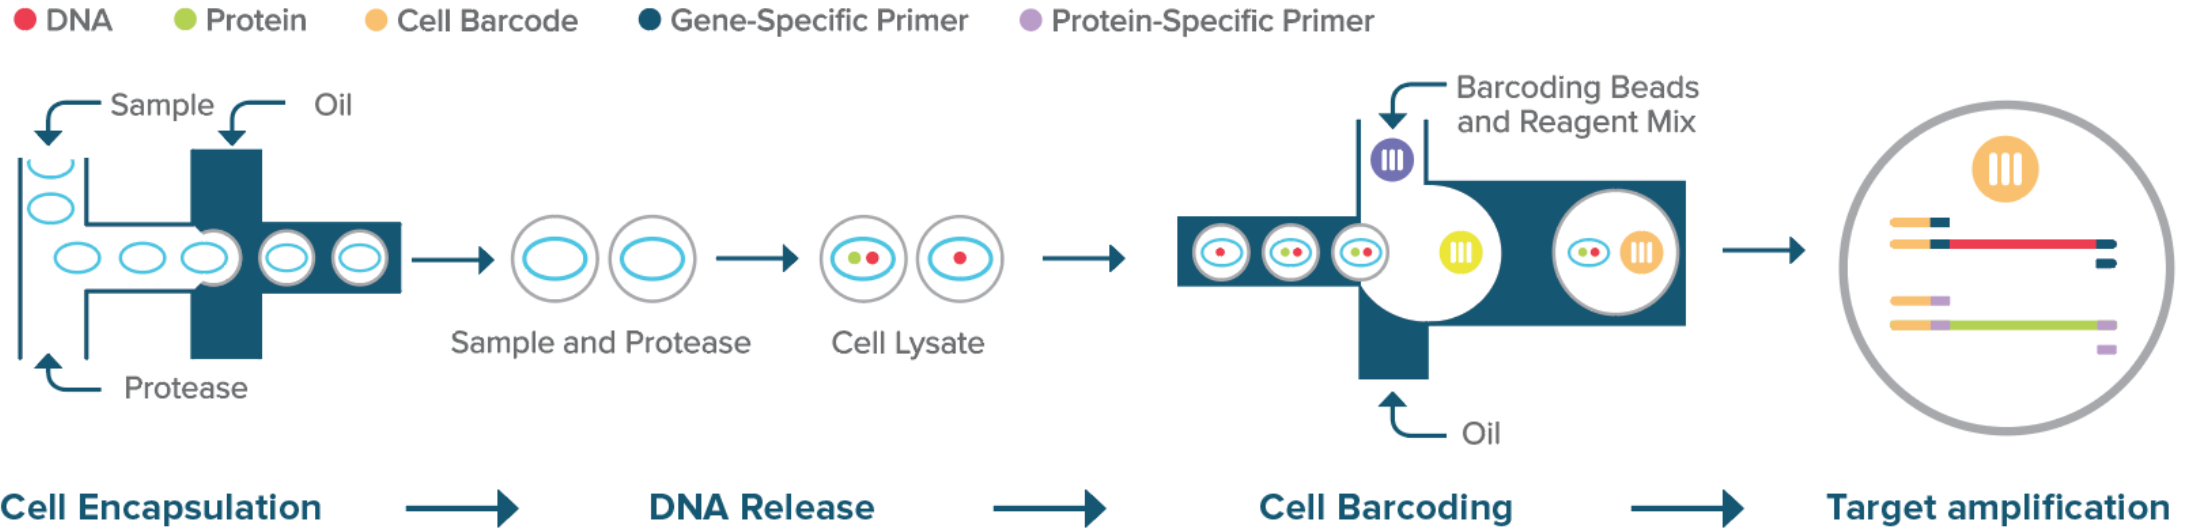 DNA
Protein
Cell Barcode
Gene-Specific Primer
Protein-Specific Primer
Sample
Oil
Protease
Sample and Protease
Cell Lysate
Barcoding Beads
and Reagent Mix
Oil
Cell Encapsulation
DNA Release
Cell Barcoding
Target amplification